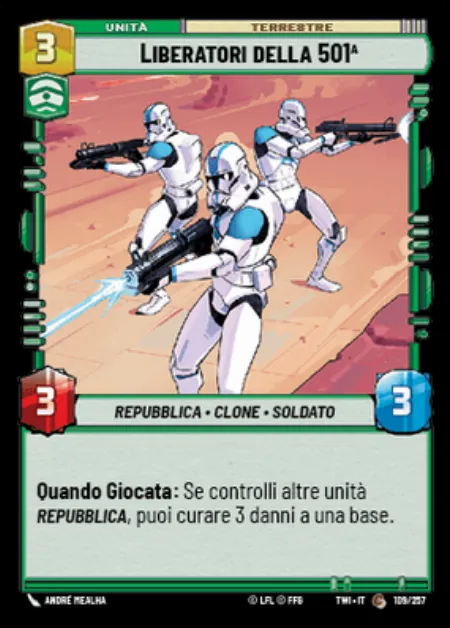 3
UNITÀ
TERRESTRE
LIBERATORI DELLA 501ᴬ
3
REPUBBLICA • CLONE • SOLDATO
3
Quando Giocata: Se controlli altre unità
REPUBBLICA, puoi curare 3 danni a una base.
ANDRÉ MEALHA
© LFL © FFG
TWI • IT
C
109/257